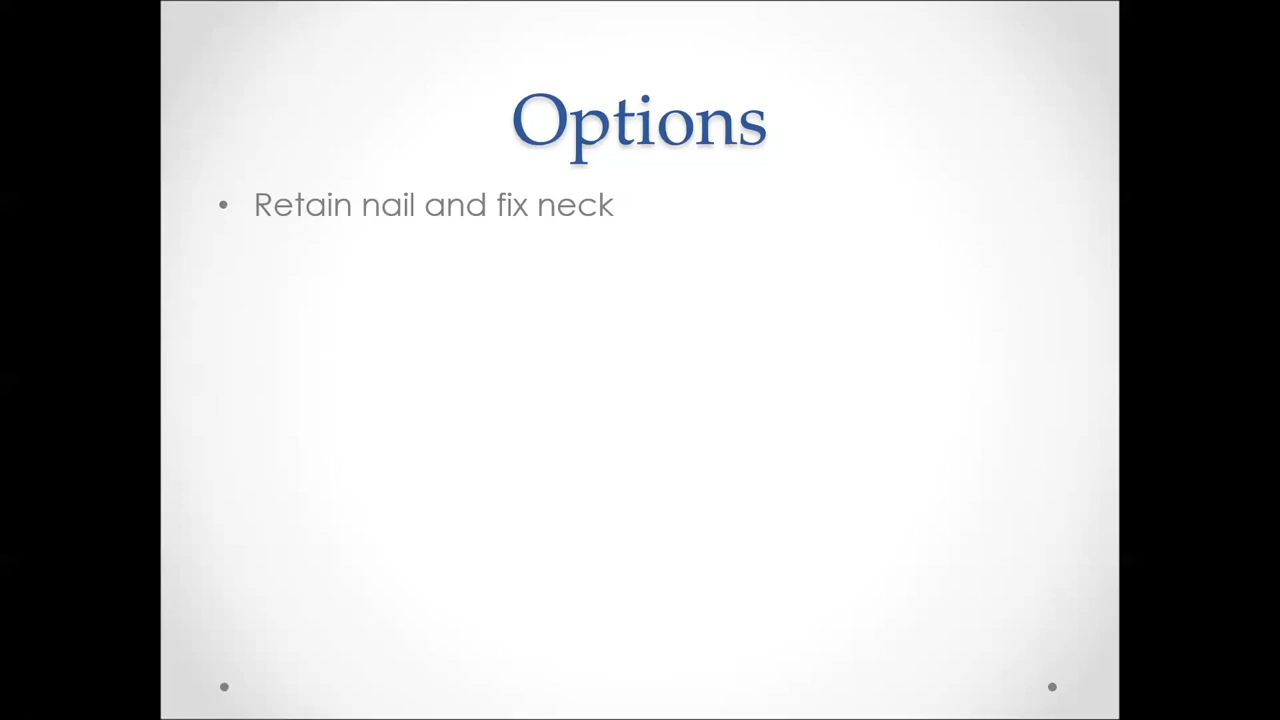 Options
• Retain nail and fix neck